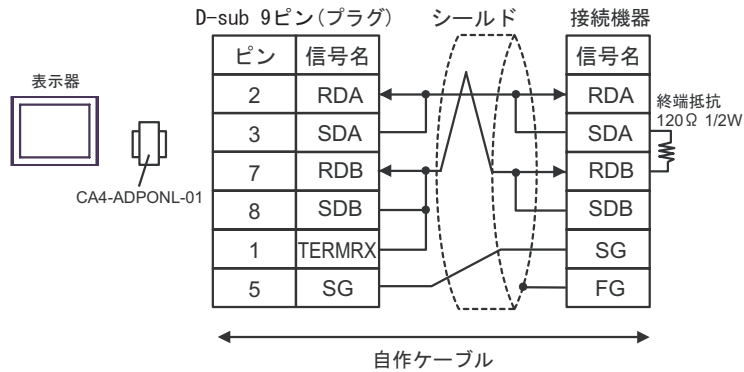 D-sub 9ピン(プラグ) シールド 接続機器
ピン 信号名 信号名
表示器
2 RDA RDA
終端抵抗
120Ω 1/2W
3 SDA SDA
7 RDB RDB
CA4-ADPONL-01
8 SDB SDB
1 TERMRX SG
5 SG FG
自作ケーブル